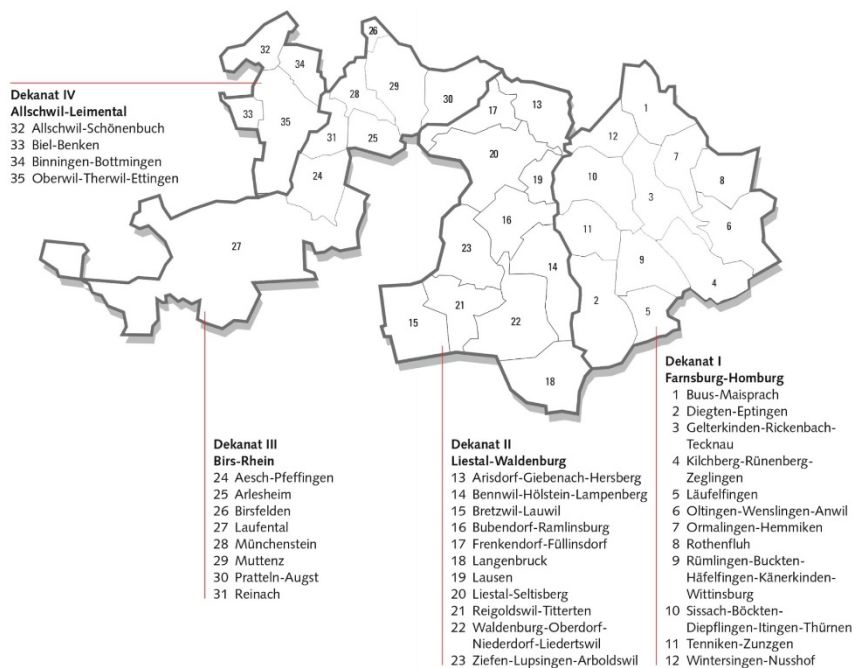 26
32
34
28
29
30
17
13
1
33
35
31
25
12
7
20
8
10
24
19
3
16
11
6
27
23
9
14
4
2
5
15
21
22
18
Dekanat IV
Allschwil-Leimental
32 Allschwil-Schönenbuch
33 Biel-Benken
34 Binningen-Bottmingen
35 Oberwil-Therwil-Ettingen
Dekanat III
Birs-Rhein
24 Aesch-Pfeffingen
25 Arlesheim
26 Birsfelden
27 Laufental
28 Münchenstein
29 Muttenz
30 Pratteln-Augst
31 Reinach
Dekanat II
Liestal-Waldenburg
13 Arisdorf-Giebenach-Hersberg
14 Bennwil-Hölstein-Lampenberg
15 Bretzwil-Lauwil
16 Bubendorf-Ramlinsburg
17 Frenkendorf-Füllinsdorf
18 Langenbruck
19 Lausen
20 Liestal-Seltisberg
21 Reigoldswil-Titterten
22 Waldenburg-Oberdorf-
Niederdorf-Liedertswil
23 Ziefen-Lupsingen-Arboldswil
Dekanat I
Farnsburg-Homburg
1 Buus-Maisprach
2 Diegten-Eptingen
3 Gelterkinden-Rickenbach-
Tecknau
4 Kilchberg-Rünenberg-
Zeglingen
5 Läufelfingen
6 Oltingen-Wenslingen-Anwil
7 Ormalingen-Hemmiken
8 Rothenfluh
9 Rümlingen-Buckten-
Häfelfingen-Känerkinden-
Wittinsburg
10 Sissach-Böckten-
Diepflingen-Itingen-Thürnen
11 Tenniken-Zunzgen
12 Wintersingen-Nusshof